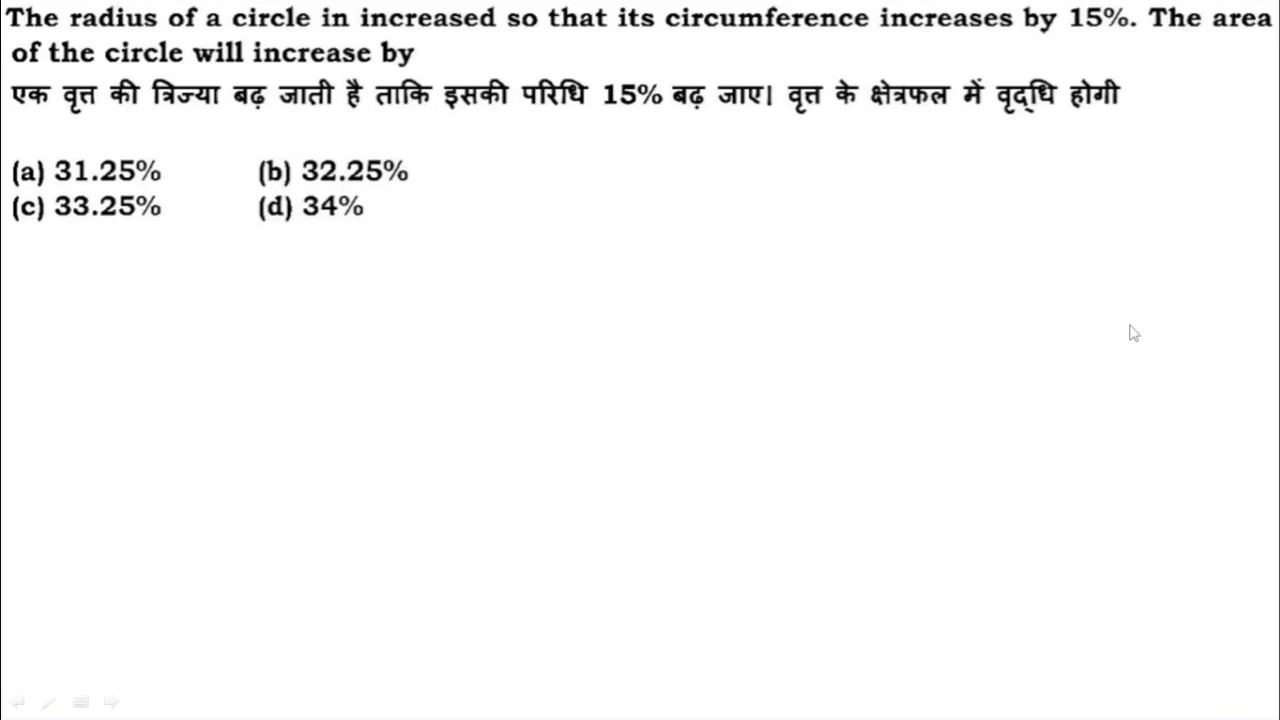 The radius of a circle in increased so that its circumference increases by 15%. The area
of the circle will increase by
एक वृत्त की त्रिज्या बढ़ जाती है ताकि इसकी परिधि 15% बढ़ जाए। वृत्त के क्षेत्रफल में वृद्धि होगी
(a) 31.25% (b) 32.25%
(c) 33.25% (d) 34%